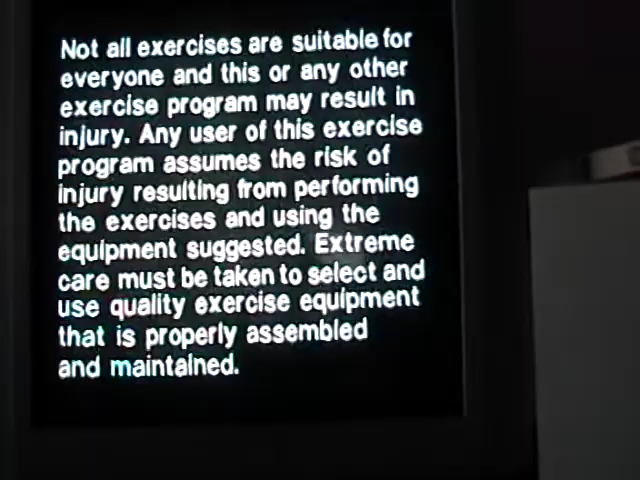 Not all exercises are suitable for
everyone and this or any other
exercise program may result in
injury. Any user of this exercise
program assumes the risk of
injury resulting from performing
the exercises and using the
equipment suggested. Extreme
care must be taken to select and
use quality exercise equipment
that is properly assembled
and maintained.